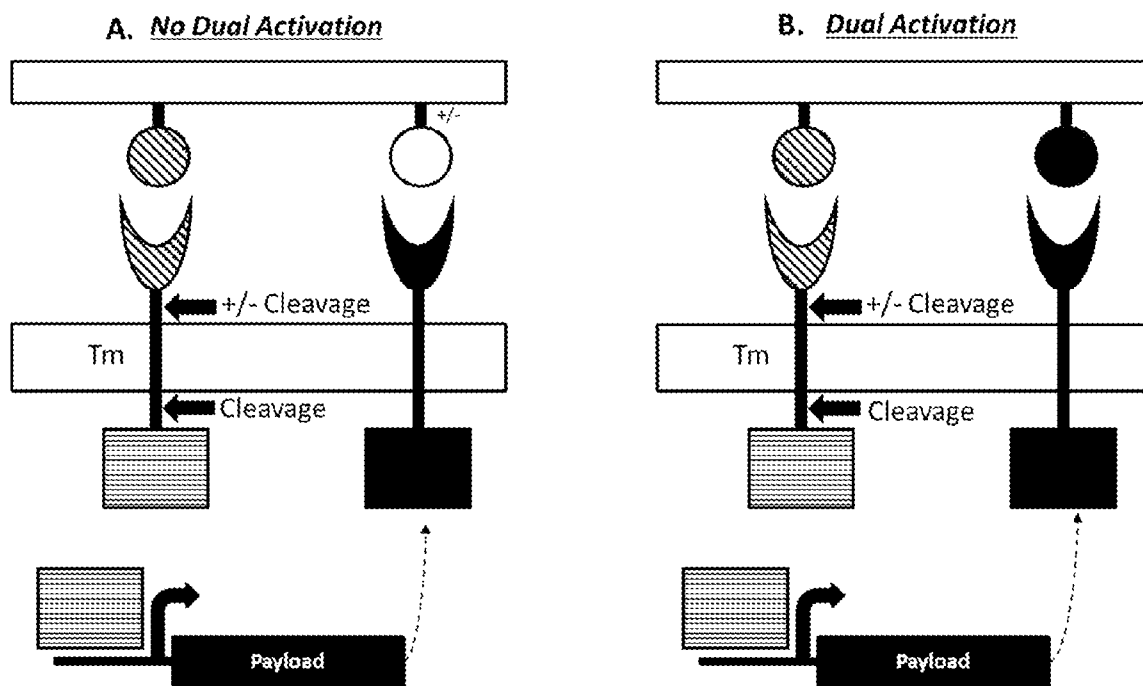 A. No Dual Activation
B. Dual Activation
+/-
+/- Cleavage
Tm
Cleavage
Payload
+/- Cleavage
Tm
Cleavage
Payload